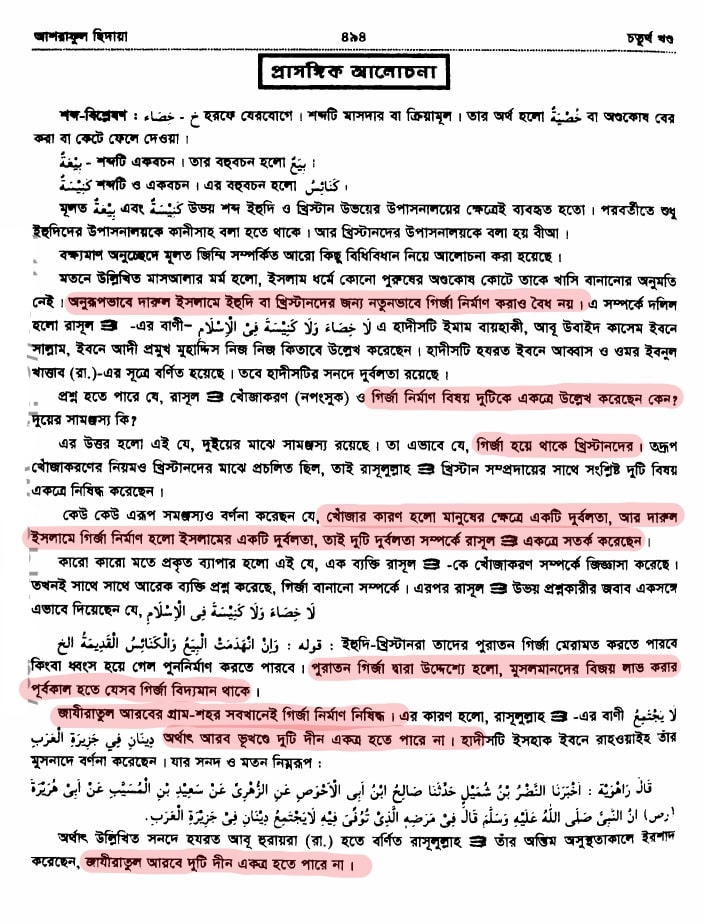 আশরাফুল হিদায়া ৪৯৪ চতুর্থ খণ্ড
প্রাসঙ্গিক আলোচনা
শব্দ-বিশ্লেষণ : خِصَاء - خ হরফে যেরযোগে। শব্দটি মাসদার বা ক্রিয়ামূল। তার অর্থ হলো خُصْيَةٌ বা অণ্ডকোষ বের
করা বা কেটে ফেলে দেওয়া।
بِيْعَةٌ - শব্দটি একবচন। তার বহুবচন হলো بِيَعٌ ।
كَنِيْسَةٌ শব্দটি ও একবচন। এর বহুবচন হলো كَنَائِسُ ।
মূলত بِيْعَةٌ এবং كَنِيْسَةٌ উভয় শব্দ ইহুদি ও খ্রিস্টান উভয়ের উপাসনালয়ের ক্ষেত্রেই ব্যবহৃত হতো। পরবর্তীতে শুধু
ইহুদিদের উপাসনালয়কে কানীসাহ বলা হতে থাকে। আর খ্রিস্টানদের উপাসনালয়কে বলা হয় বীআ।
বক্ষ্যমাণ অনুচ্ছেদে মূলত জিম্মি সম্পর্কিত আরো কিছু বিধিবিধান নিয়ে আলোচনা করা হয়েছে।
মতনে উল্লিখিত মাসআলার মর্ম হলো, ইসলাম ধর্মে কোনো পুরুষের অণ্ডকোষ কোটে তাকে খাসি বানানোর অনুমতি
নেই। অনুরূপভাবে দারুল ইসলামে ইহুদি বা খ্রিস্টানদের জন্য নতুনভাবে গির্জা নির্মাণ করাও বৈধ নয়। এ সম্পর্কে দলিল
হলো রাসূল ﷺ -এর বাণী– لَا خِصَاءَ وَلَا كَنِيْسَةَ فِى الْإِسْلَامِ এ হাদীসটি ইমাম বায়হাকী, আবূ উবাইদ কাসেম ইবনে
সাল্লাম, ইবনে আদী প্রমুখ মুহাদ্দিস নিজ নিজ কিতাবে উল্লেখ করেছেন। হাদীসটি হযরত ইবনে আব্বাস ও ওমর ইবনুল
খাত্তাব (রা.)-এর সূত্রে বর্ণিত হয়েছে। তবে হাদীসটির সনদে দুর্বলতা রয়েছে।
প্রশ্ন হতে পারে যে, রাসূল ﷺ খোঁজাকরণ (নপংসুক) ও গির্জা নির্মাণ বিষয় দুটিকে একত্রে উল্লেখ করেছেন কেন?
দুয়ের সামঞ্জস্য কি?
এর উত্তর হলো এই যে, দুইয়ের মাঝে সামঞ্জস্য রয়েছে। তা এভাবে যে, গির্জা হয়ে থাকে খ্রিস্টানদের। তদ্রূপ
খোঁজাকরণের নিয়মও খ্রিস্টানদের মাঝে প্রচলিত ছিল, তাই রাসূলুল্লাহ ﷺ খ্রিস্টান সম্প্রদায়ের সাথে সংশ্লিষ্ট দুটি বিষয়
একত্রে নিষিদ্ধ করেছেন।
কেউ কেউ এরূপ সমঞ্জস্যও বর্ণনা করেছেন যে, খোঁজার কারণ হলো মানুষের ক্ষেত্রে একটি দুর্বলতা, আর দারুল
ইসলামে গির্জা নির্মাণ হলো ইসলামের একটি দুর্বলতা, তাই দুটি দুর্বলতা সম্পর্কে রাসূল ﷺ একত্রে সতর্ক করেছেন।
কারো কারো মতে প্রকৃত ব্যাপার হলো এই যে, এক ব্যক্তি রাসূল ﷺ -কে খোঁজাকরণ সম্পর্কে জিজ্ঞাসা করেছে।
তখনই সাথে সাথে আরেক ব্যক্তি প্রশ্ন করেছে, গির্জা বানানো সম্পর্কে। এরপর রাসূল ﷺ উভয় প্রশ্নকারীর জবাব একসঙ্গে
এভাবে দিয়েছেন যে, لَا خِصَاءَ وَلَا كَنِيْسَةَ فِى الْإِسْلَامِ
قوله : وَاِنْ انْهَدَمَتْ الْبِيَعُ وَالْكَنَائِسُ الْقَدِيمَةُ الخ : ইহুদি-খ্রিস্টানরা তাদের পুরাতন গির্জা মেরামত করতে পারবে
কিংবা ধ্বংস হয়ে গেল পুননির্মাণ করতে পারবে। পুরাতন গির্জা দ্বারা উদ্দেশ্যে হলো, মুসলমানদের বিজয় লাভ করার
পূর্বকাল হতে যেসব গির্জা বিদ্যমান থাকে।
জাযীরাতুল আরবের গ্রাম-শহর সবখানেই গির্জা নির্মাণ নিষিদ্ধ। এর কারণ হলো, রাসূলুল্লাহ ﷺ -এর বাণী لَا يَجْتَمِعُ
دِينَانِ فِي جَزِيرَةِ الْعَرَبِ অর্থাৎ আরব ভূখণ্ডে দুটি দীন একত্র হতে পারে না। হাদীসটি ইসহাক ইবনে রাহওয়াইহ তাঁর
মুসনাদে বর্ণনা করেছেন। যার সনদ ও মতন নিম্নরূপ :
قَالَ رَاهْوِيَةَ : اَخْبَرَنَا النَّضْرُ بْنُ شُمَيْلٍ حَدَّثَنَا صَالِحُ ابْنُ اَبِى الْاَحْوَصِ عَنِ الزُّهْرِىْ عَنْ سَعِيْدِ بْنِ الْمُسَيِّبِ عَنْ اَبِىْ هُرَيْرَةَ
(رض) اَنَّ النَّبِىَّ صَلَّى اللّٰهُ عَلَيْهِ وَسَلَّمَ قَالَ فِىْ مَرَضِهِ الَّذِىْ تُوُفِّىَ فِيْهِ لَايَجْتَمِعُ دِيْنَانِ فِىْ جَزِيْرَةِ الْعَرَبِ.
অর্থাৎ উল্লিখিত সনদে হযরত আবূ হুরায়রা (রা.) হতে বর্ণিত রাসূলুল্লাহ ﷺ তাঁর অন্তিম অসুস্থতাকালে ইরশাদ
করেছেন, জাযীরাতুল আরবে দুটি দীন একত্র হতে পারে না।